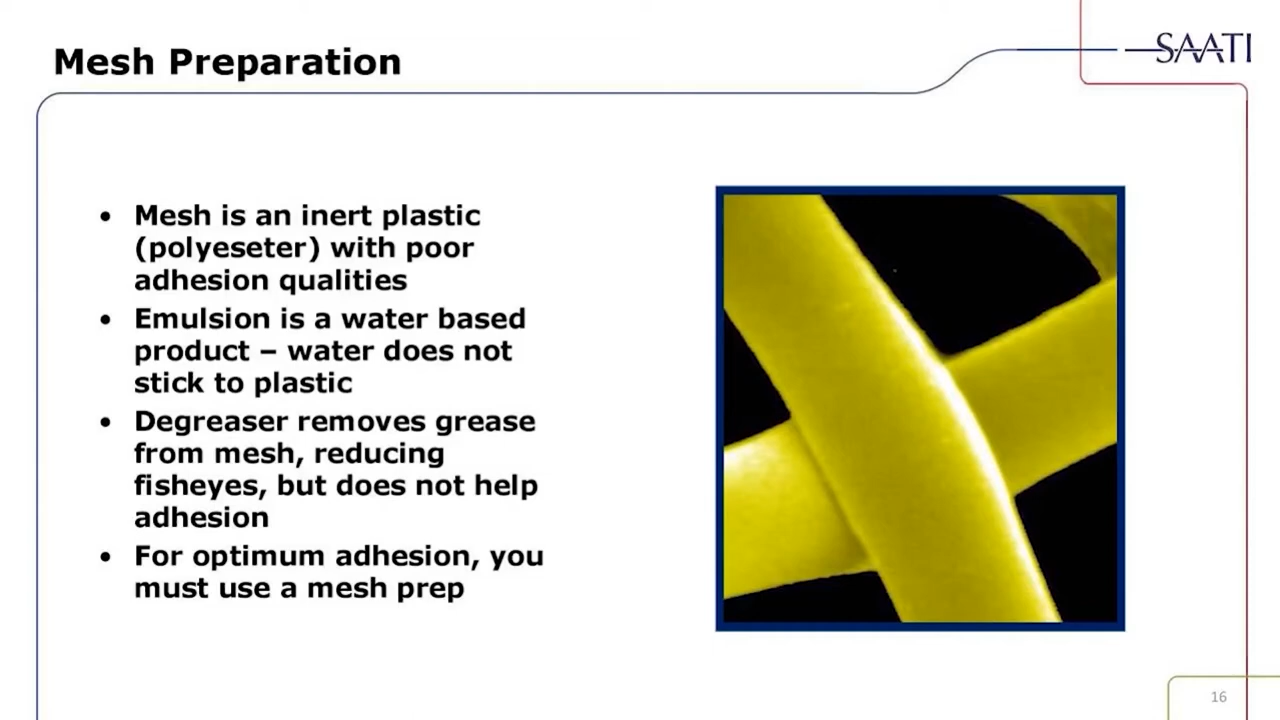 Mesh Preparation
SAATI
• Mesh is an inert plastic
(polyeseter) with poor
adhesion qualities
• Emulsion is a water based
product – water does not
stick to plastic
• Degreaser removes grease
from mesh, reducing
fisheyes, but does not help
adhesion
• For optimum adhesion, you
must use a mesh prep
16